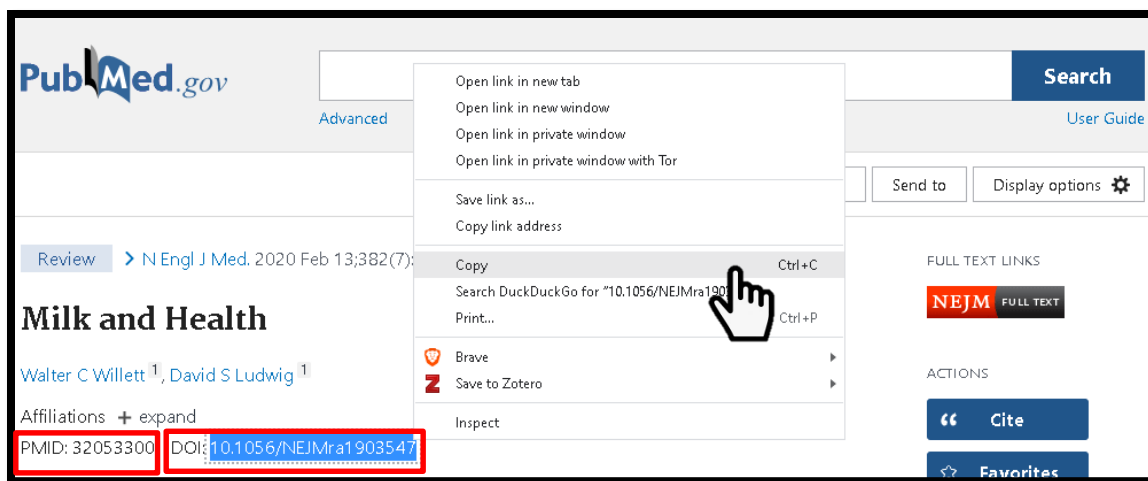 PubMed.gov
Search
Advanced
User Guide
Open link in new tab
Open link in new window
Open link in private window
Open link in private window with Tor
Save link as...
Copy link address
Copy Ctrl+C
Search DuckDuckGo for "10.1056/NEJMra190
Print... Ctrl+P
Brave
Save to Zotero
Inspect
Send to
Display options
Review > N Engl J Med. 2020 Feb 13;382(7):
Milk and Health
Walter C Willett 1, David S Ludwig 1
Affiliations + expand
PMID: 32053300 DOI: 10.1056/NEJMra1903547
FULL TEXT LINKS
NEJM FULL TEXT
ACTIONS
Cite
Favorites